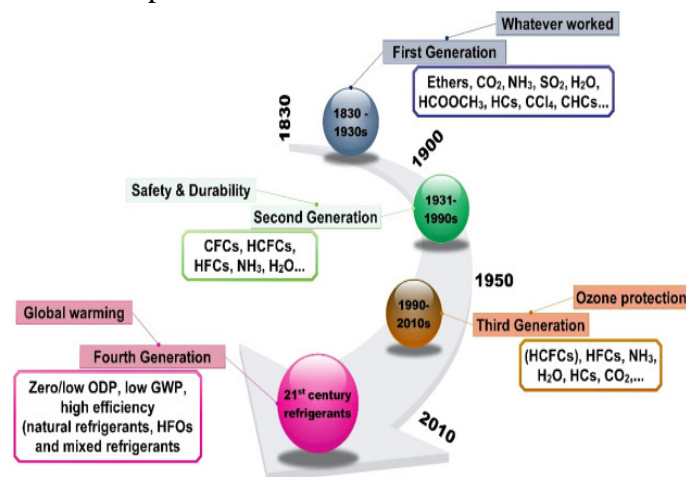 Whatever worked
First Generation
Ethers, CO₂, NH₃, SO₂, H₂O,
HCOOCH₃, HCs, CCl₄, CHCs...
1830
1830 -
1930s
1900
Safety & Durability
Second Generation
1931-
1990s
CFCs, HCFCs,
HFCs, NH₃, H₂O...
1950
Global warming
Ozone protection
1990-
2010s
Third Generation
Fourth Generation
(HCFCs), HFCs, NH₃,
H₂O, HCs, CO₂,...
Zero/low ODP, low GWP,
high efficiency
(natural refrigerants, HFOs
and mixed refrigerants
21st century
refrigerants
2010